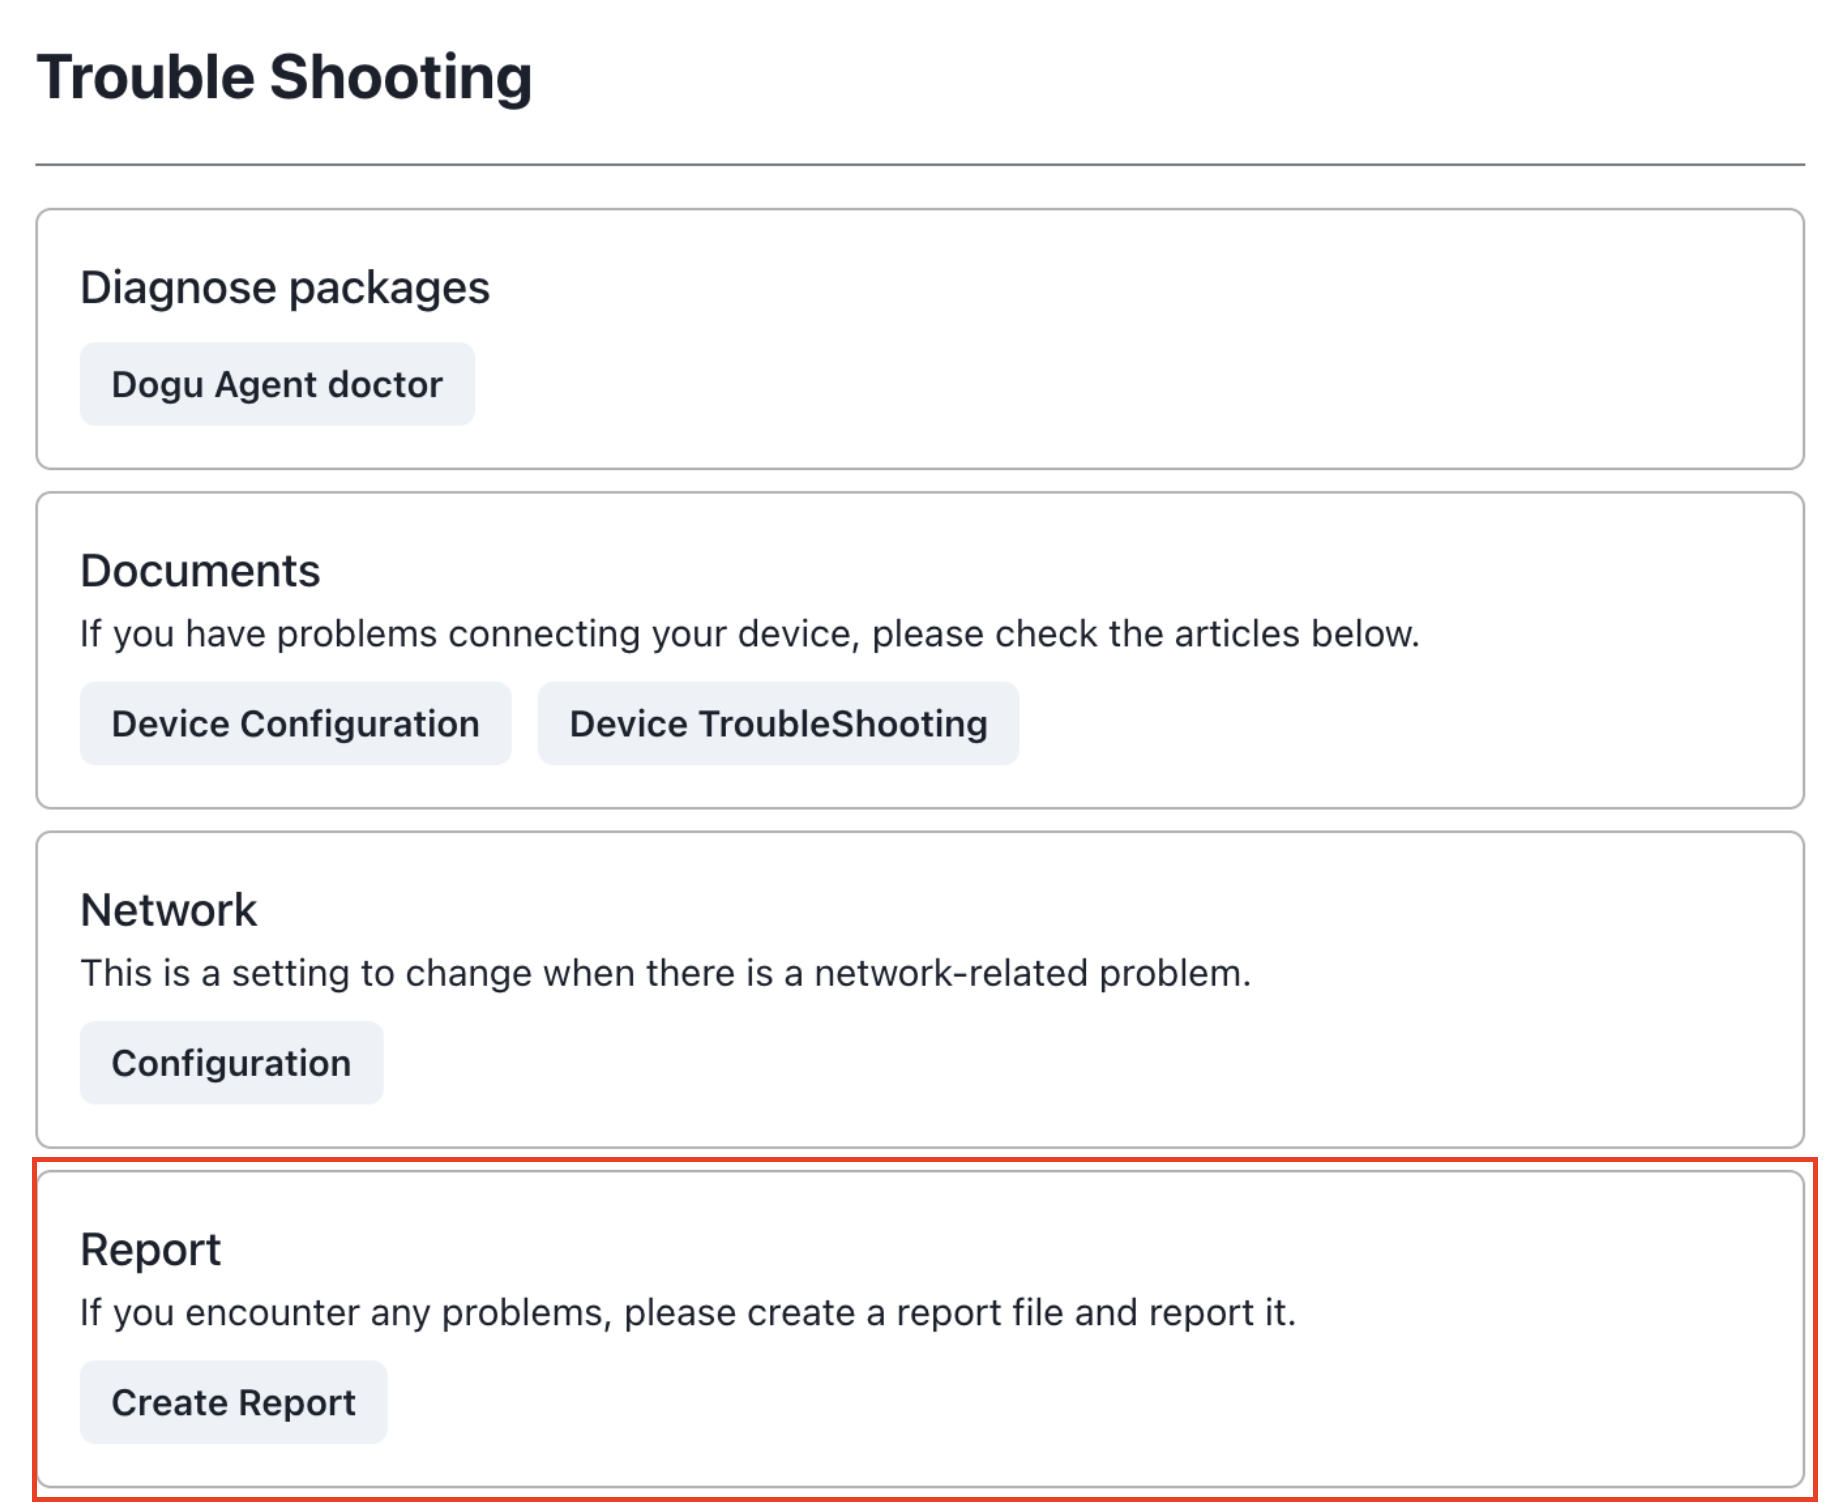 Trouble Shooting
Diagnose packages
Dogu Agent doctor
Documents
If you have problems connecting your device, please check the articles below.
Device Configuration
Device TroubleShooting
Network
This is a setting to change when there is a network-related problem.
Configuration
Report
If you encounter any problems, please create a report file and report it.
Create Report